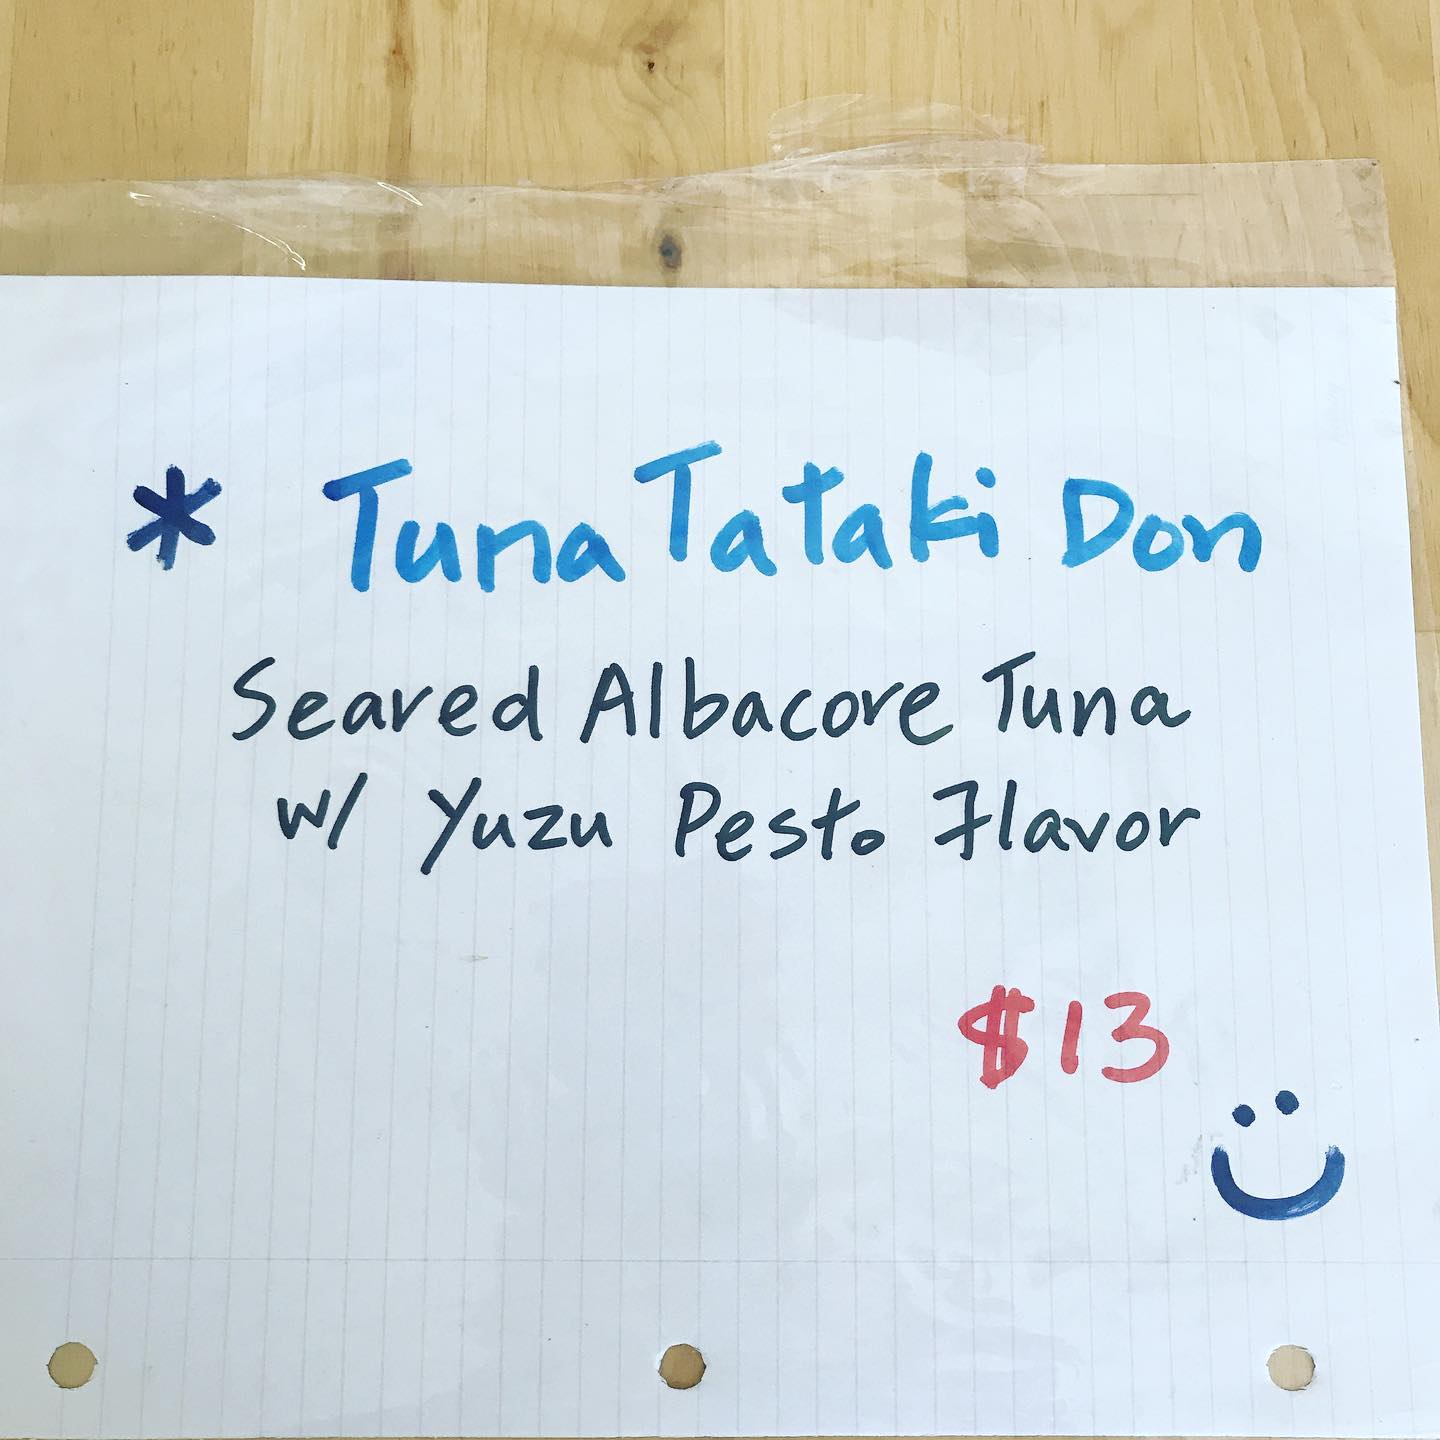 * Tuna Tataki Don
Seared Albacore Tuna
w/ Yuzu Pesto Flavor
$13